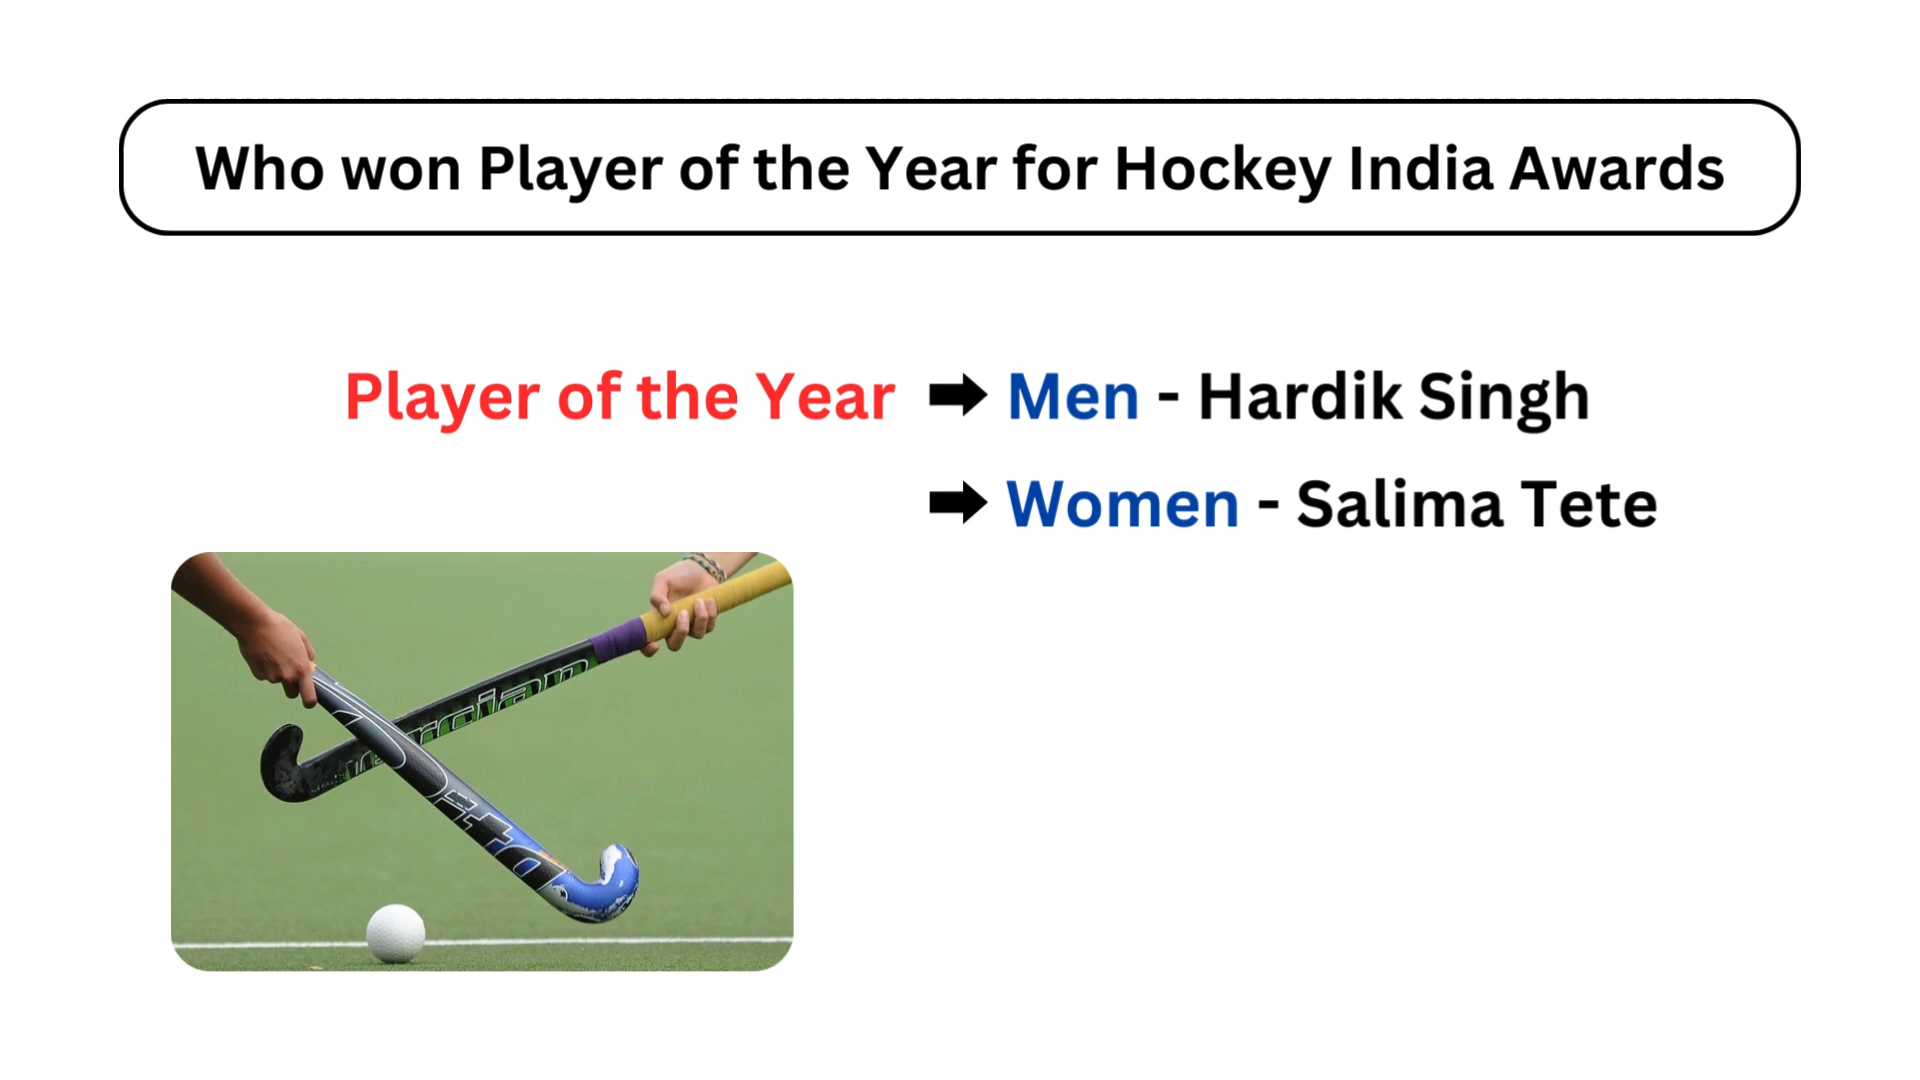 Who won Player of the Year for Hockey India Awards
Player of the Year ➡ Men - Hardik Singh
➡ Women - Salima Tete